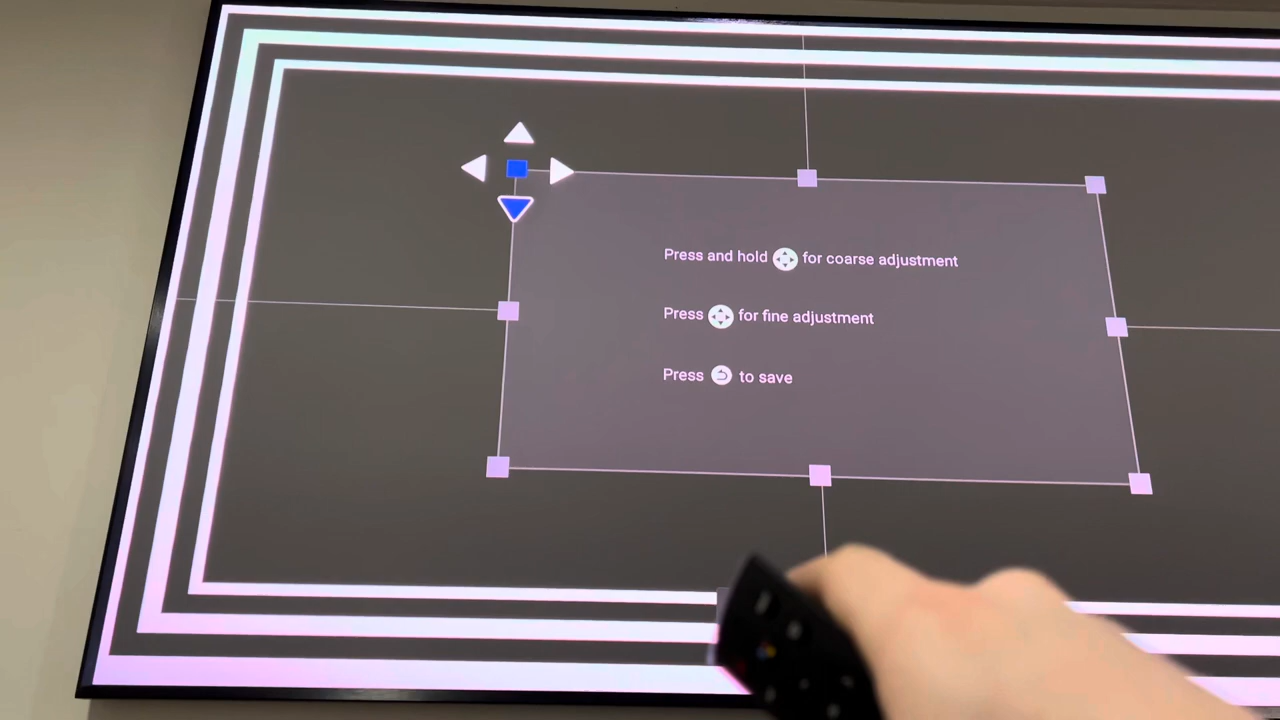 Press and hold for coarse adjustment
Press for fine adjustment
Press to save